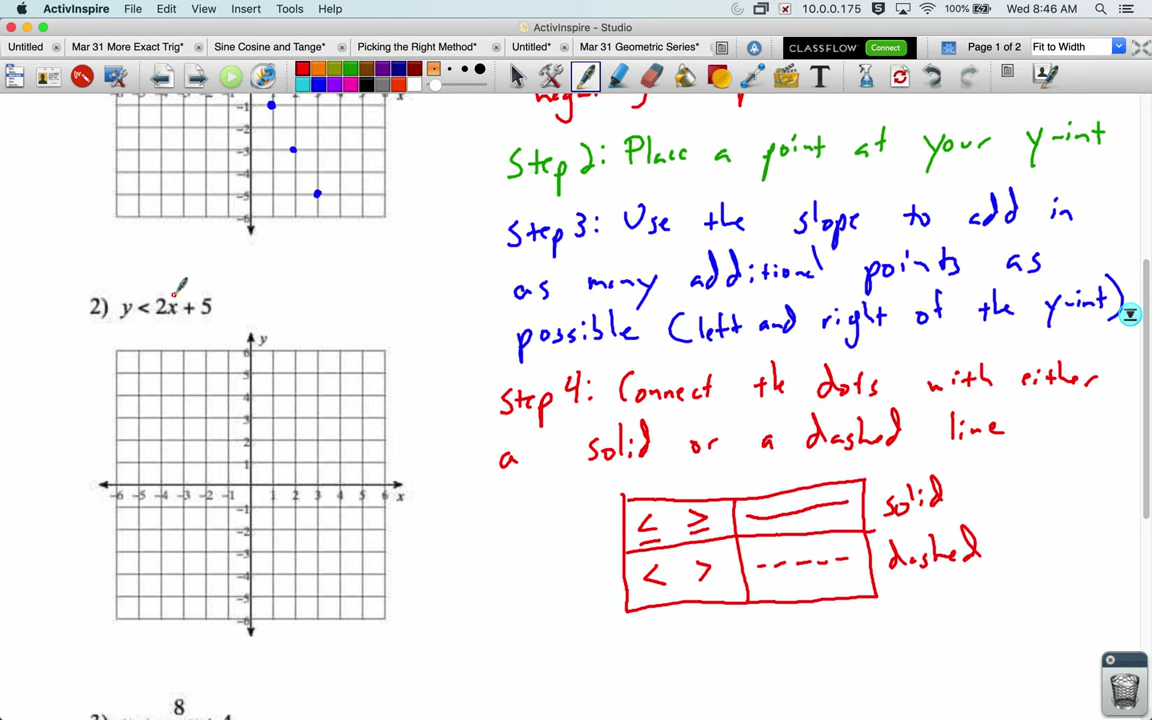 ActivInspire File Edit View Insert Tools Help 10.0.0.175 100% Wed 8:46 AM
ActivInspire - Studio
Untitled Mar 31 More Exact Trig* Sine Cosine and Tange* Picking the Right Method* Untitled* Mar 31 Geometric Series* CLASSFLOW Connect Page 1 of 2 Fit to Width
x
-1
-2
-3
-4
-5
-6
Step 2: Place a point at your y-int
Step 3: Use the slope to add in
as many additional points as
possible (left and right of the y-int)
2) y < 2x + 5
y
6
5
4
3
2
1
-6 -5 -4 -3 -2 -1 1 2 3 4 5 6 x
-1
-2
-3
-4
-5
-6
Step 4: Connect the dots with either
a solid or a dashed line
≤ ≥ solid
< > ----- dashed
8